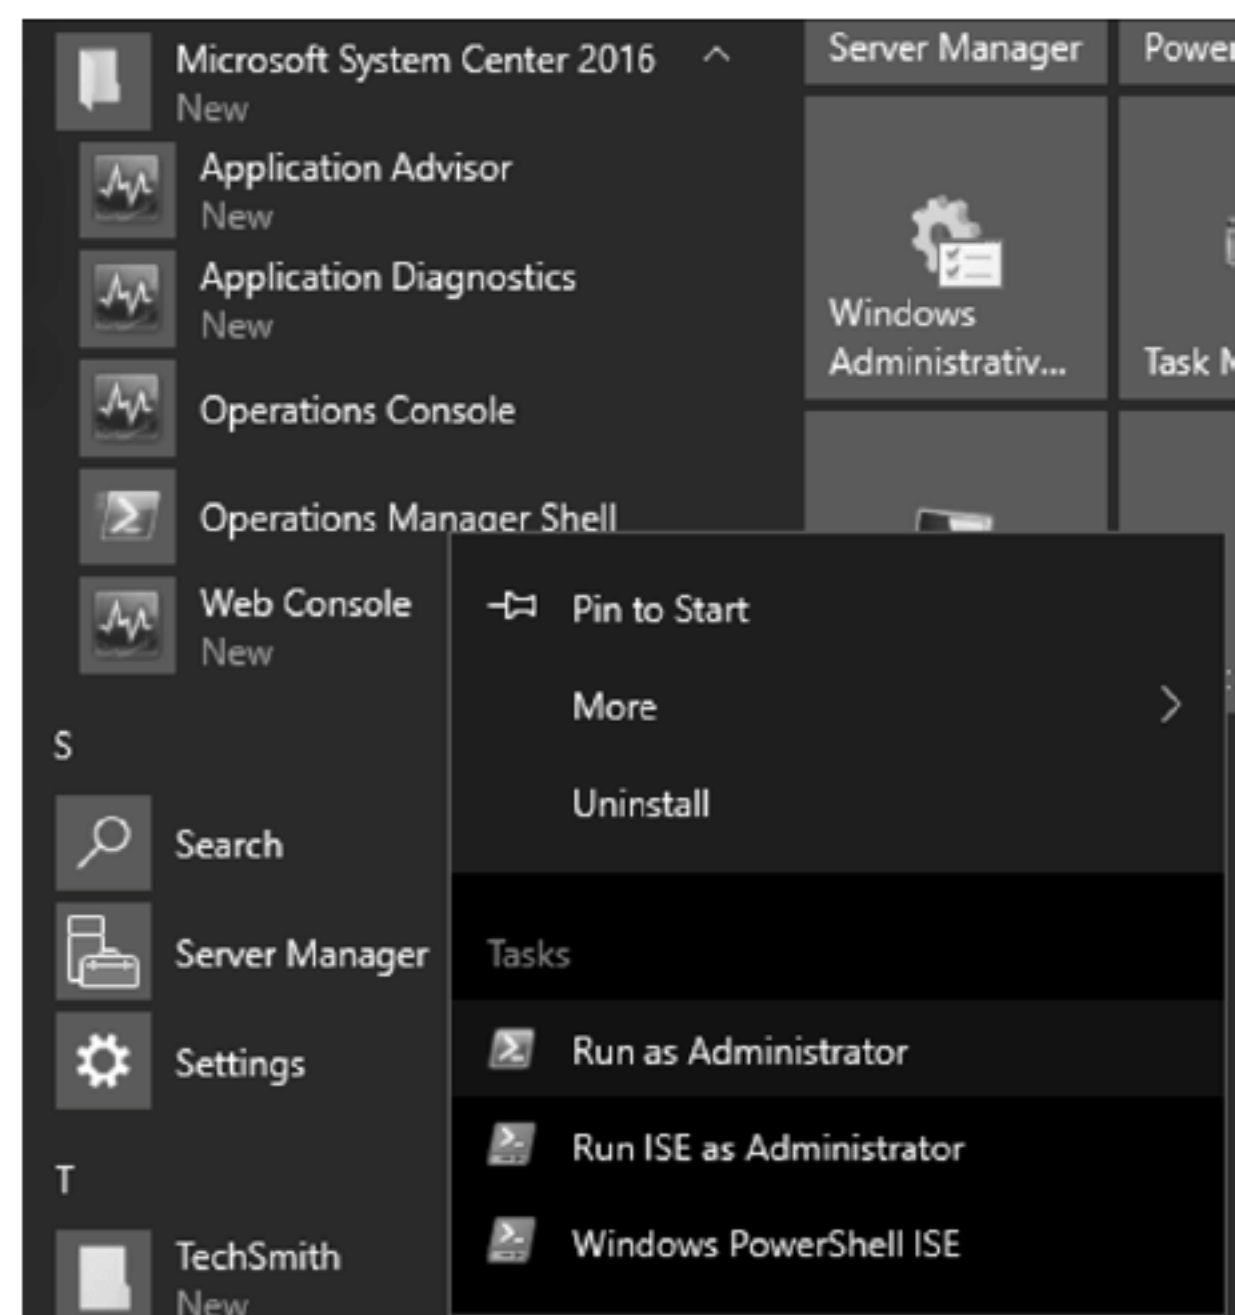 Microsoft System Center 2016
New
Application Advisor
New
Application Diagnostics
New
Operations Console
Operations Manager Shell
Web Console
New
S
Search
Server Manager
Settings
T
TechSmith
New
Server Manager
Windows
Administrativ...
Task
Pin to Start
More
Uninstall
Tasks
Run as Administrator
Run ISE as Administrator
Windows PowerShell ISE